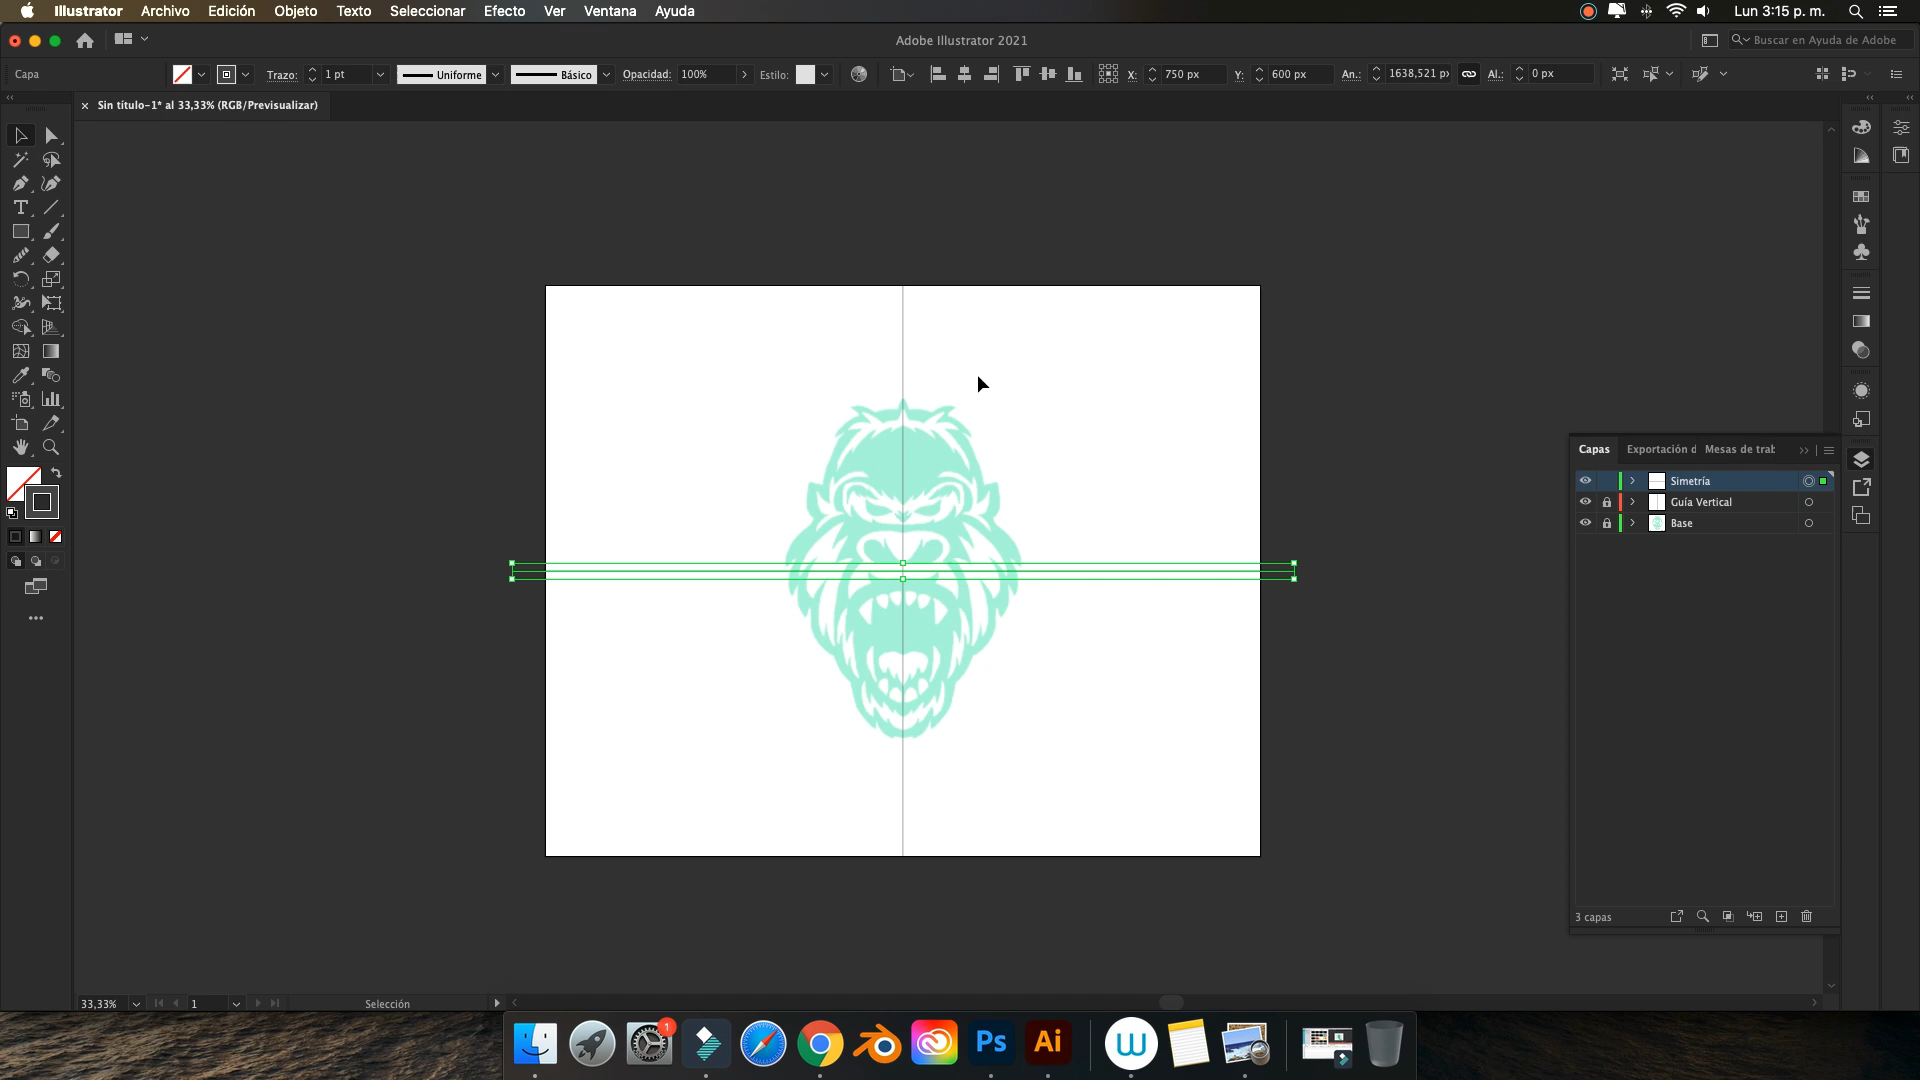 Illustrator Archivo Edición Objeto Texto Seleccionar Efecto Ver Ventana Ayuda Lun 3:15 p. m.
Adobe Illustrator 2021 Buscar en Ayuda de Adobe
Capa Trazo: 1 pt Uniforme Básico Opacidad: 100% Estilo: X: 750 px Y: 600 px An.: 1638,521 px Al.: 0 px
× Sin título-1* al 33,33% (RGB/Previsualizar)
Capas Exportación d Mesas de trab
Simetría
Guía Vertical
Base
3 capas
33,33% 1 Selección
1
Ps Ai